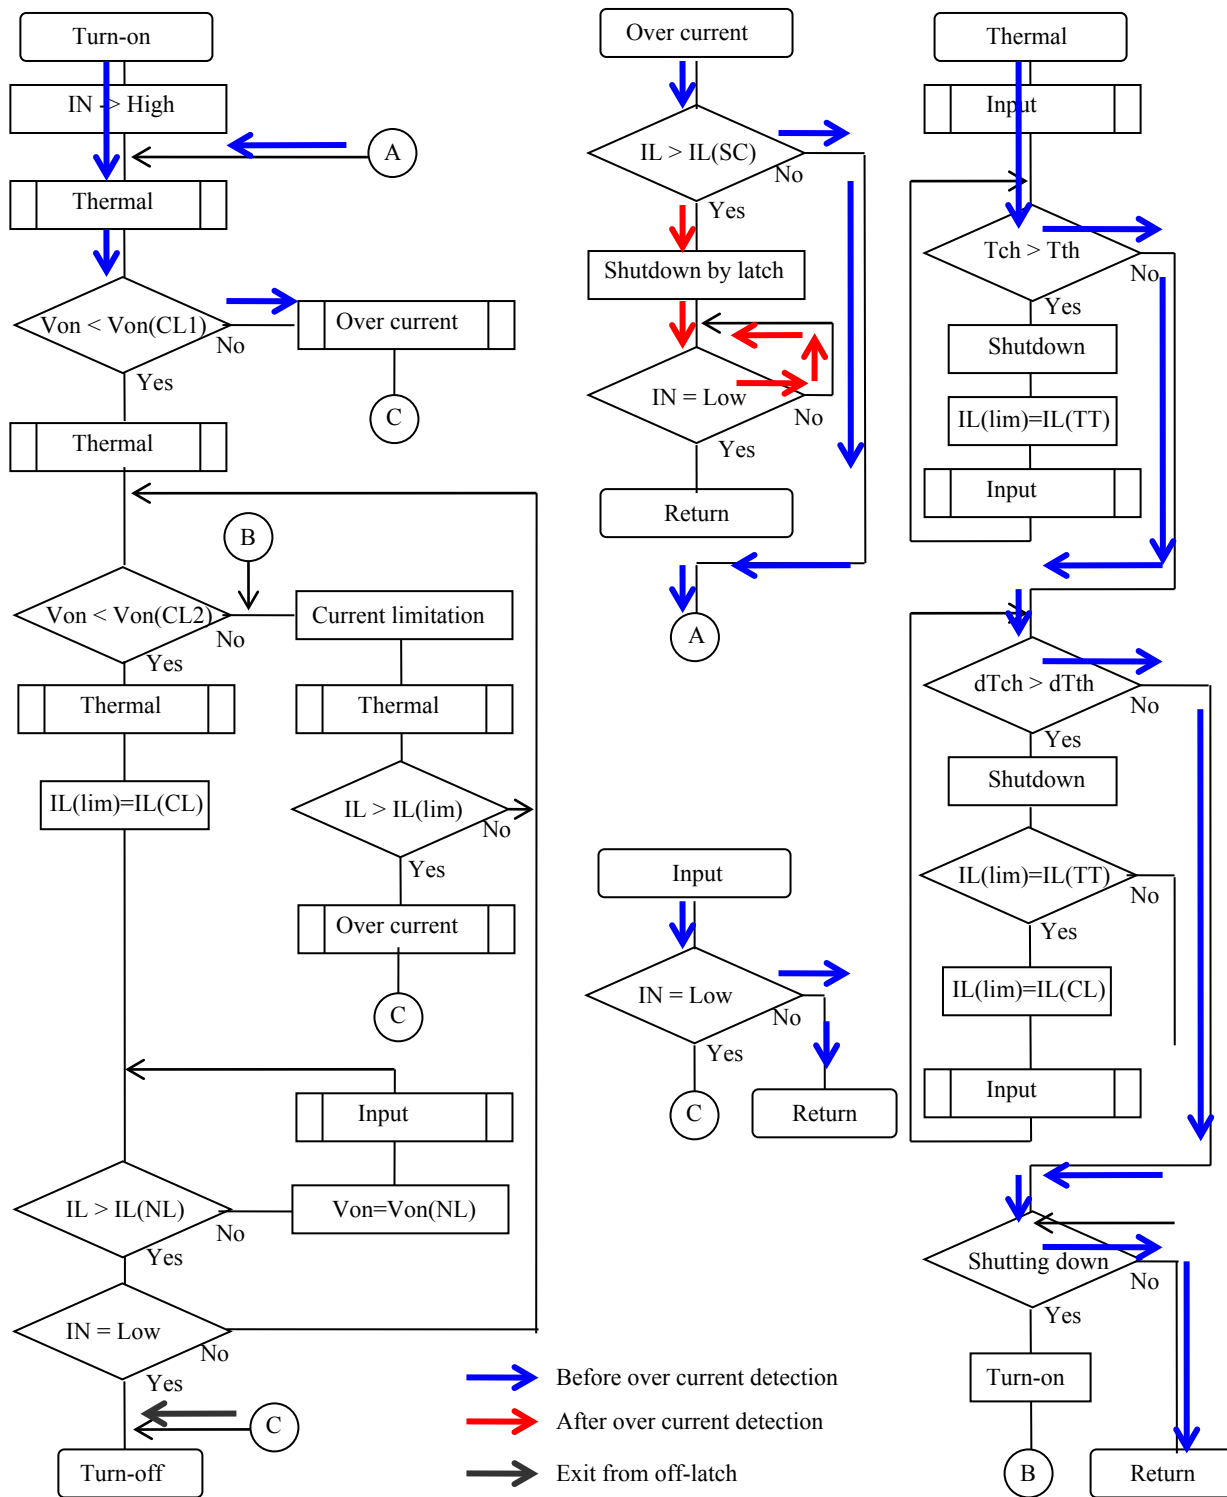 Turn-on
IN -> High
A
Thermal
Von < Von(CL1)
No
Yes
Over current
C
Thermal
B
Von < Von(CL2)
No
Yes
Current limitation
Thermal
Thermal
IL(lim)=IL(CL)
IL > IL(lim)
No
Yes
Over current
C
Input
IL > IL(NL)
No
Yes
Von=Von(NL)
IN = Low
No
Yes
C
Turn-off
Over current
IL > IL(SC)
No
Yes
Shutdown by latch
IN = Low
No
Yes
Return
A
Input
IN = Low
No
Yes
C
Return
Thermal
Input
Tch > Tth
No
Yes
Shutdown
IL(lim)=IL(TT)
Input
dTch > dTth
No
Yes
Shutdown
IL(lim)=IL(TT)
No
Yes
IL(lim)=IL(CL)
Input
Shutting down
No
Yes
Turn-on
B
Return
Before over current detection
After over current detection
Exit from off-latch